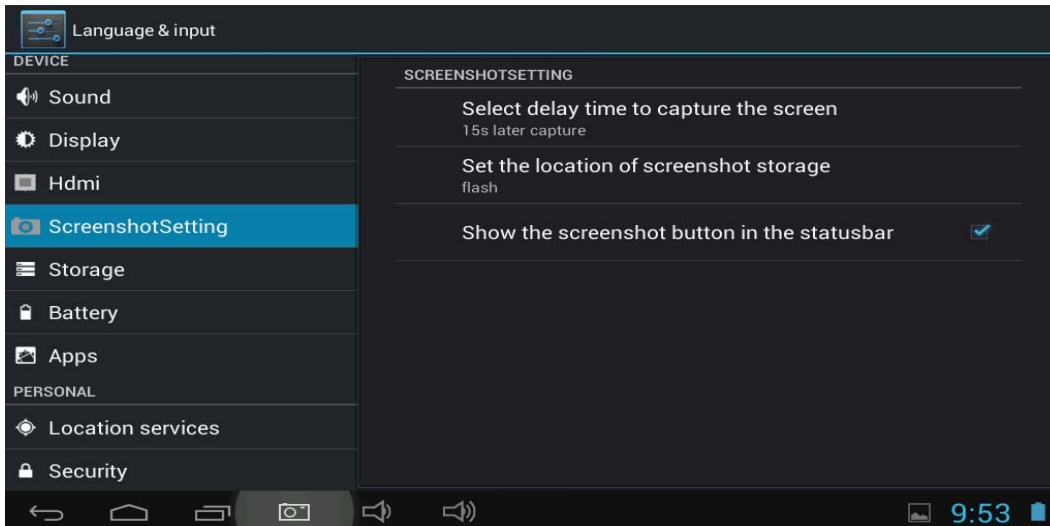 Language & input
DEVICE
Sound
Display
Hdmi
ScreenshotSetting
Storage
Battery
Apps
PERSONAL
Location services
Security
SCREENSHOTSETTING
Select delay time to capture the screen
15s later capture
Set the location of screenshot storage
flash
Show the screenshot button in the statusbar
9:53